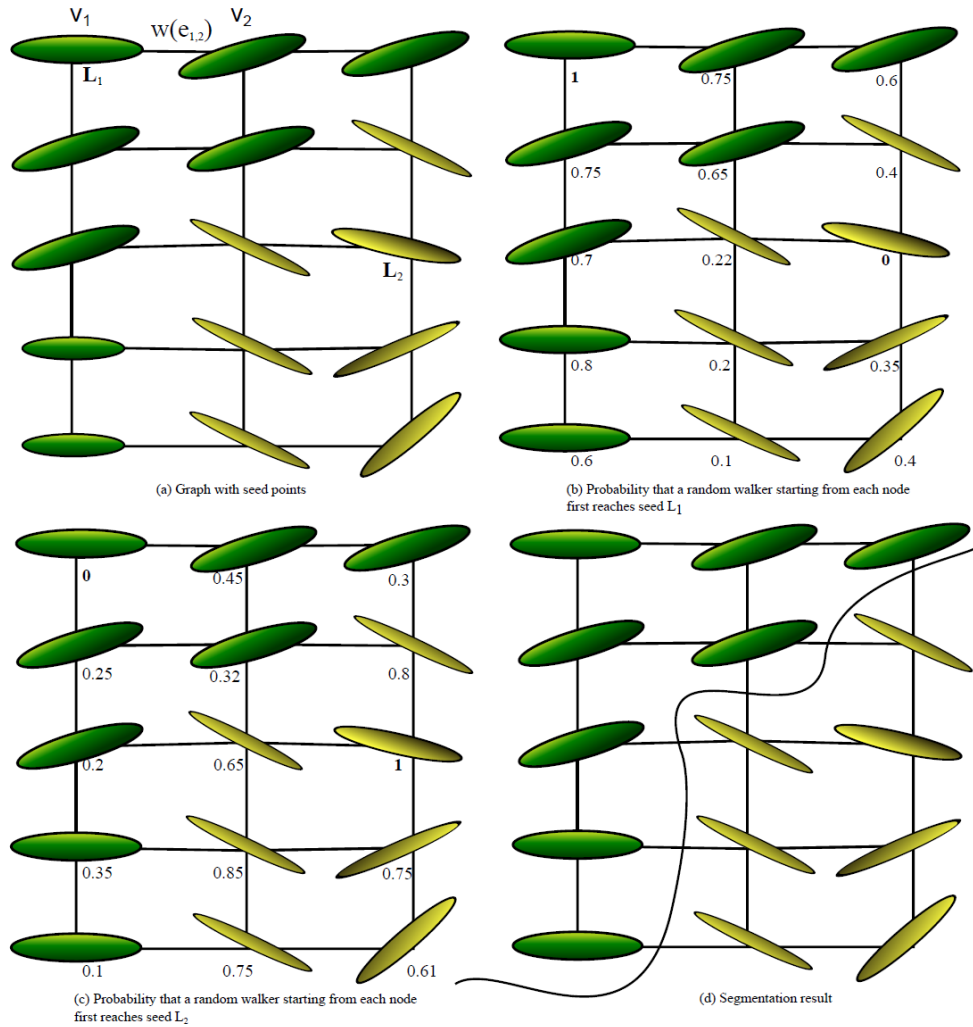 V1 w(e1,2) V2
L1
L2
(a) Graph with seed points
1 0.75 0.6
0.75 0.65 0.4
0.7 0.22 0
0.8 0.2 0.35
0.6 0.1 0.4
(b) Probability that a random walker starting from each node
first reaches seed L1
0 0.45 0.3
0.25 0.32 0.8
0.2 0.65 1
0.35 0.85 0.75
0.1 0.75 0.61
(c) Probability that a random walker starting from each node
first reaches seed L2
(d) Segmentation result